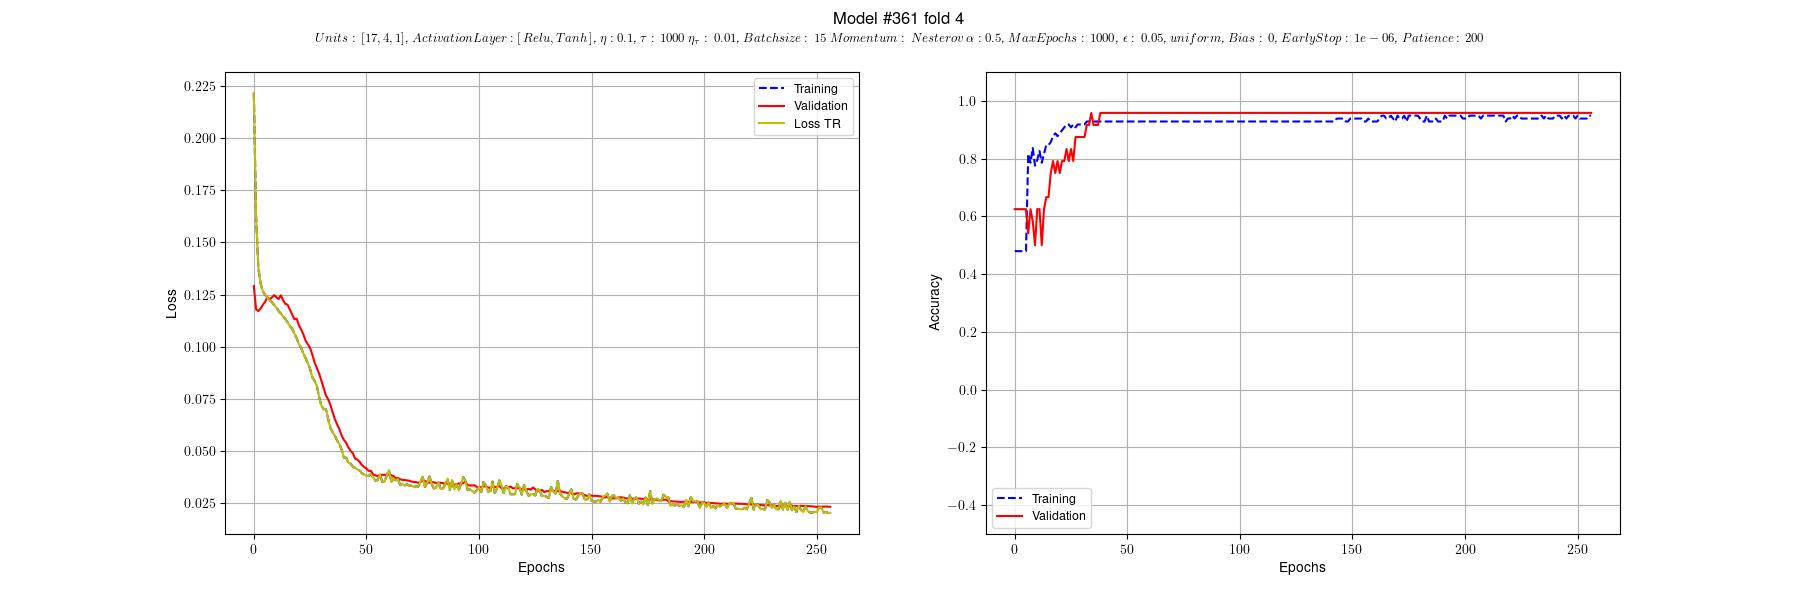 Model #361 fold 4
Units : [17, 4, 1], ActivationLayer : [ Relu, Tanh], η : 0.1, τ : 1000 η_τ : 0.01, Batchsize : 15 Momentum : Nesterov α : 0.5, MaxEpochs : 1000, ϵ : 0.05, uniform, Bias : 0, EarlyStop : 1e − 06, Patience : 200
0.225
0.200
0.175
0.150
0.125
0.100
0.075
0.050
0.025
Loss
Training
Validation
Loss TR
0 50 100 150 200 250
Epochs
1.0
0.8
0.6
0.4
0.2
0.0
−0.2
−0.4
Accuracy
Training
Validation
0 50 100 150 200 250
Epochs